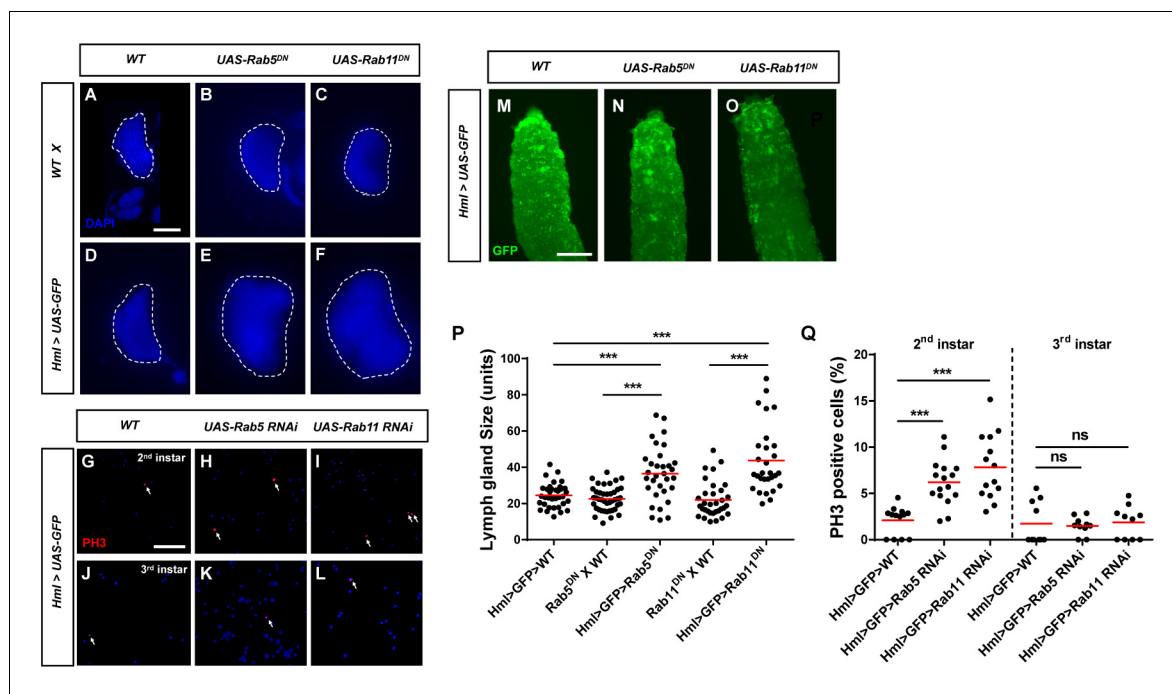 WT
UAS-Rab5DN
UAS-Rab11DN
WT X
A
B
C
DAPI
Hml > UAS-GFP
D
E
F
WT
UAS-Rab5 RNAi
UAS-Rab11 RNAi
Hml > UAS-GFP
G
2nd instar
H
I
PH3
J
3rd instar
K
L
WT
UAS-Rab5DN
UAS-Rab11DN
Hml > UAS-GFP
M
N
O
P
GFP
P
Lymph gland Size (units)
100
80
60
40
20
0
***
***
***
***
Hml>GFP>WT
Rab5DN X WT
Hml>GFP>Rab5DN
Rab11DN X WT
Hml>GFP>Rab11DN
Q
2nd instar
3rd instar
PH3 positive cells (%)
20
15
10
5
0
***
***
ns
ns
Hml>GFP>WT
Hml>GFP>Rab5 RNAi
Hml>GFP>Rab11 RNAi
Hml>GFP>WT
Hml>GFP>Rab5 RNAi
Hml>GFP>Rab11 RNAi